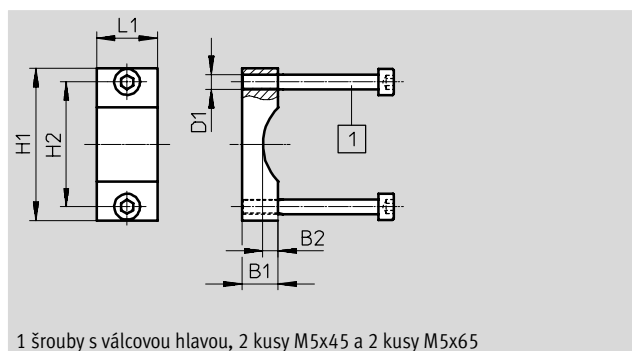 L1
H1
H2
D1
1
B2
B1
1 šrouby s válcovou hlavou, 2 kusy M5x45 a 2 kusy M5x65